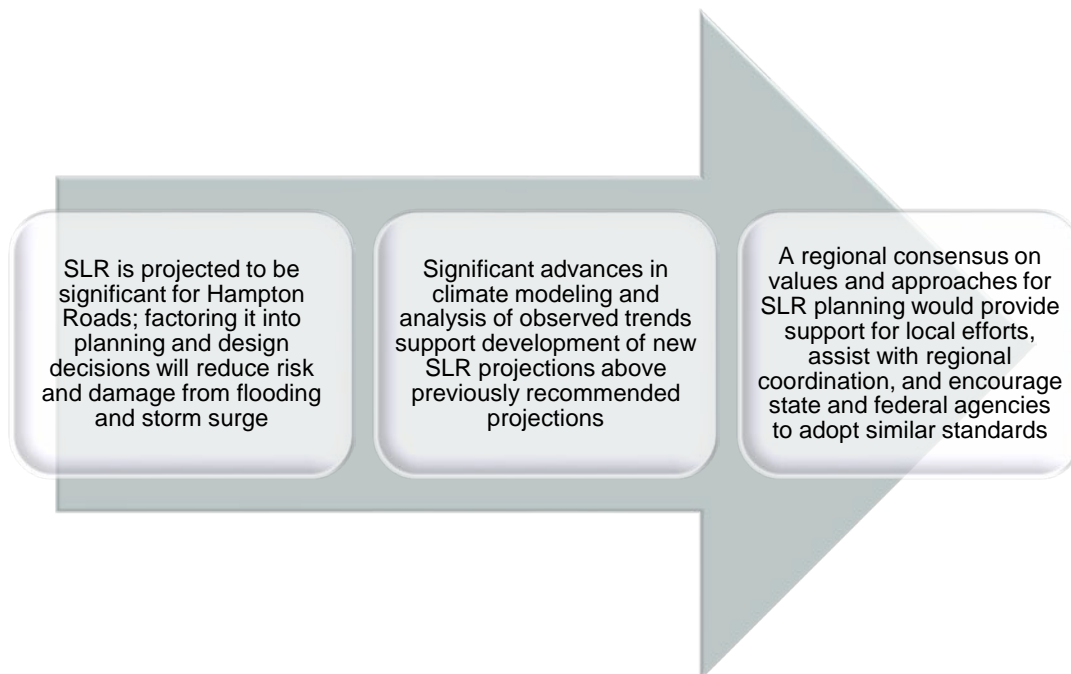 SLR is projected to be
significant for Hampton
Roads; factoring it into
planning and design
decisions will reduce risk
and damage from flooding
and storm surge
Significant advances in
climate modeling and
analysis of observed trends
support development of new
SLR projections above
previously recommended
projections
A regional consensus on
values and approaches for
SLR planning would provide
support for local efforts,
assist with regional
coordination, and encourage
state and federal agencies
to adopt similar standards